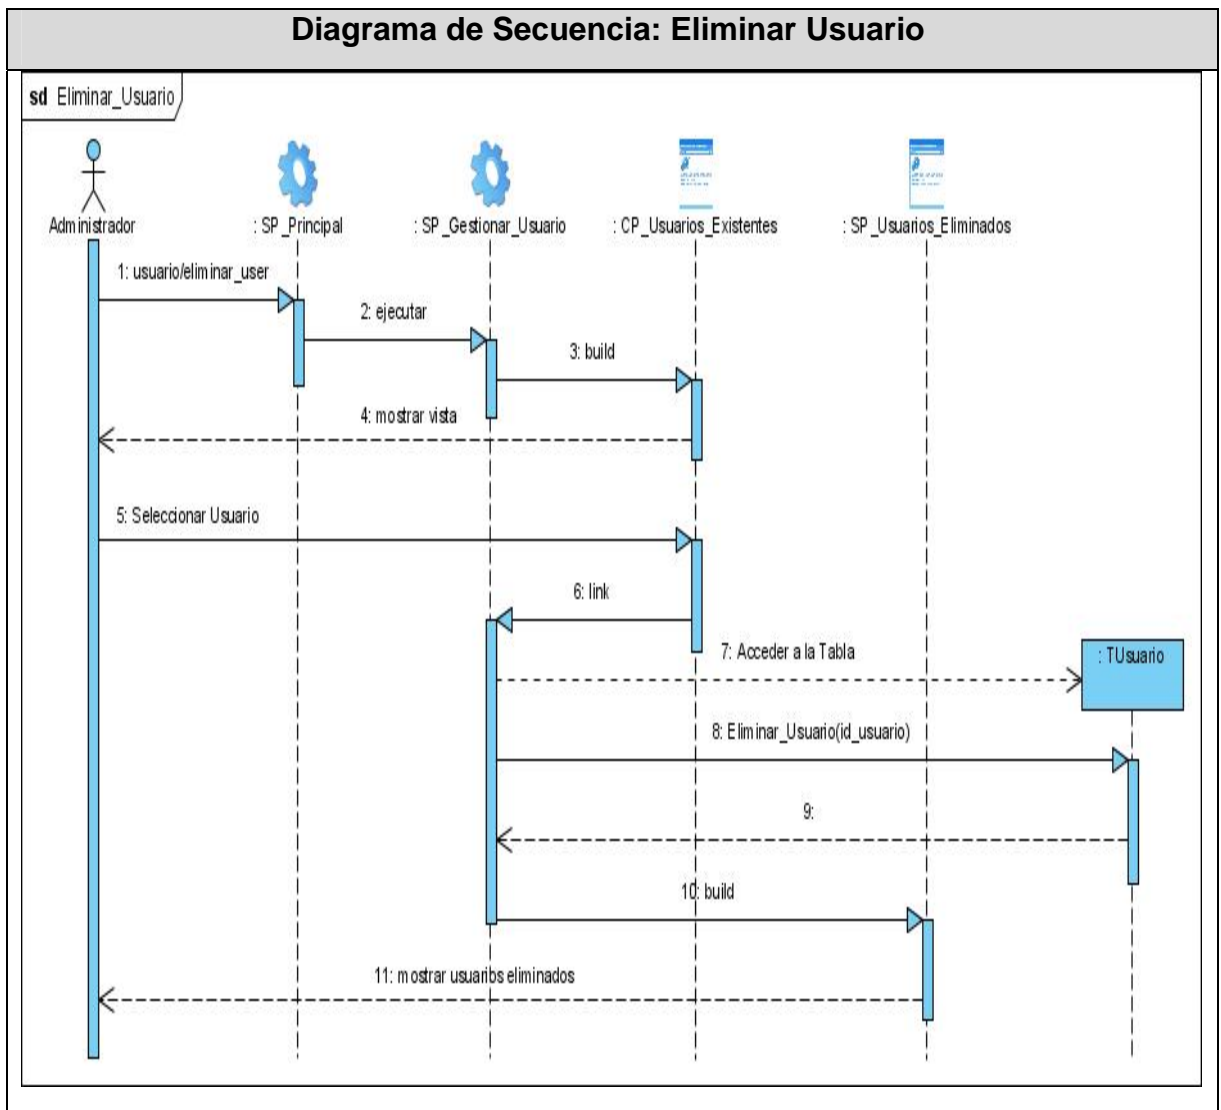 Diagrama de Secuencia: Eliminar Usuario
sd Eliminar_Usuario
Administrador
: SP_Principal
: SP_Gestionar_Usuario
: CP_Usuarios_Existentes
: SP_Usuarios_Eliminados
1: usuario/eliminar_user
2: ejecutar
3: build
4: mostrar vista
5: Seleccionar Usuario
6: link
7: Acceder a la Tabla
: TUsuario
8: Eliminar_Usuario(id_usuario)
9:
10: build
11: mostrar usuarios eliminados